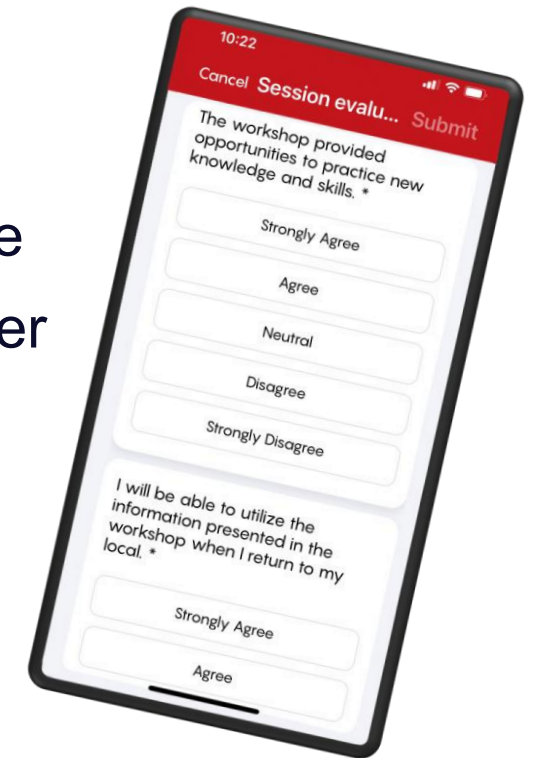 e
er
10:22
Cancel Session evalu... Submit
The workshop provided
opportunities to practice new
knowledge and skills. *
Strongly Agree
Agree
Neutral
Disagree
Strongly Disagree
I will be able to utilize the
information presented in the
workshop when I return to my
local. *
Strongly Agree
Agree